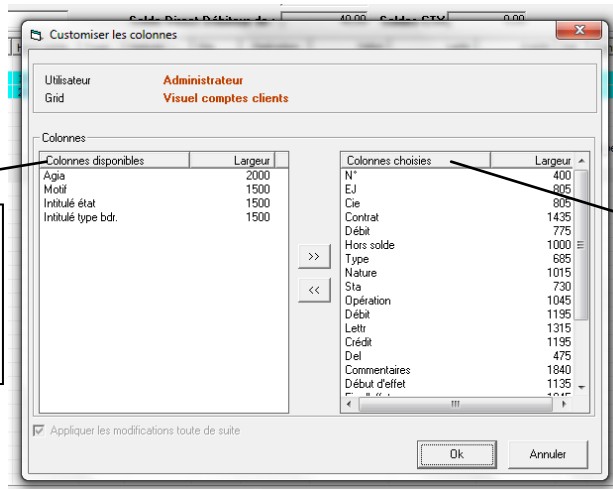 Solde Direct Débiteur de : 40.00 Soldes CTX 0.00
Customiser les colonnes
Utilisateur Administrateur
Grid Visuel comptes clients
Colonnes
Colonnes disponibles Largeur
Agia 2000
Motif 1500
Intitulé état 1500
Intitulé type bdr. 1500
>>
<<
Colonnes choisies Largeur
N° 400
EJ 805
Cie 805
Contrat 1435
Débit 775
Hors solde 1000
Type 685
Nature 1015
Sta 730
Opération 1045
Débit 1195
Lettr 1315
Crédit 1195
Del 475
Commentaires 1840
Début d'effet 1135
Appliquer les modifications toute de suite
Ok Annuler